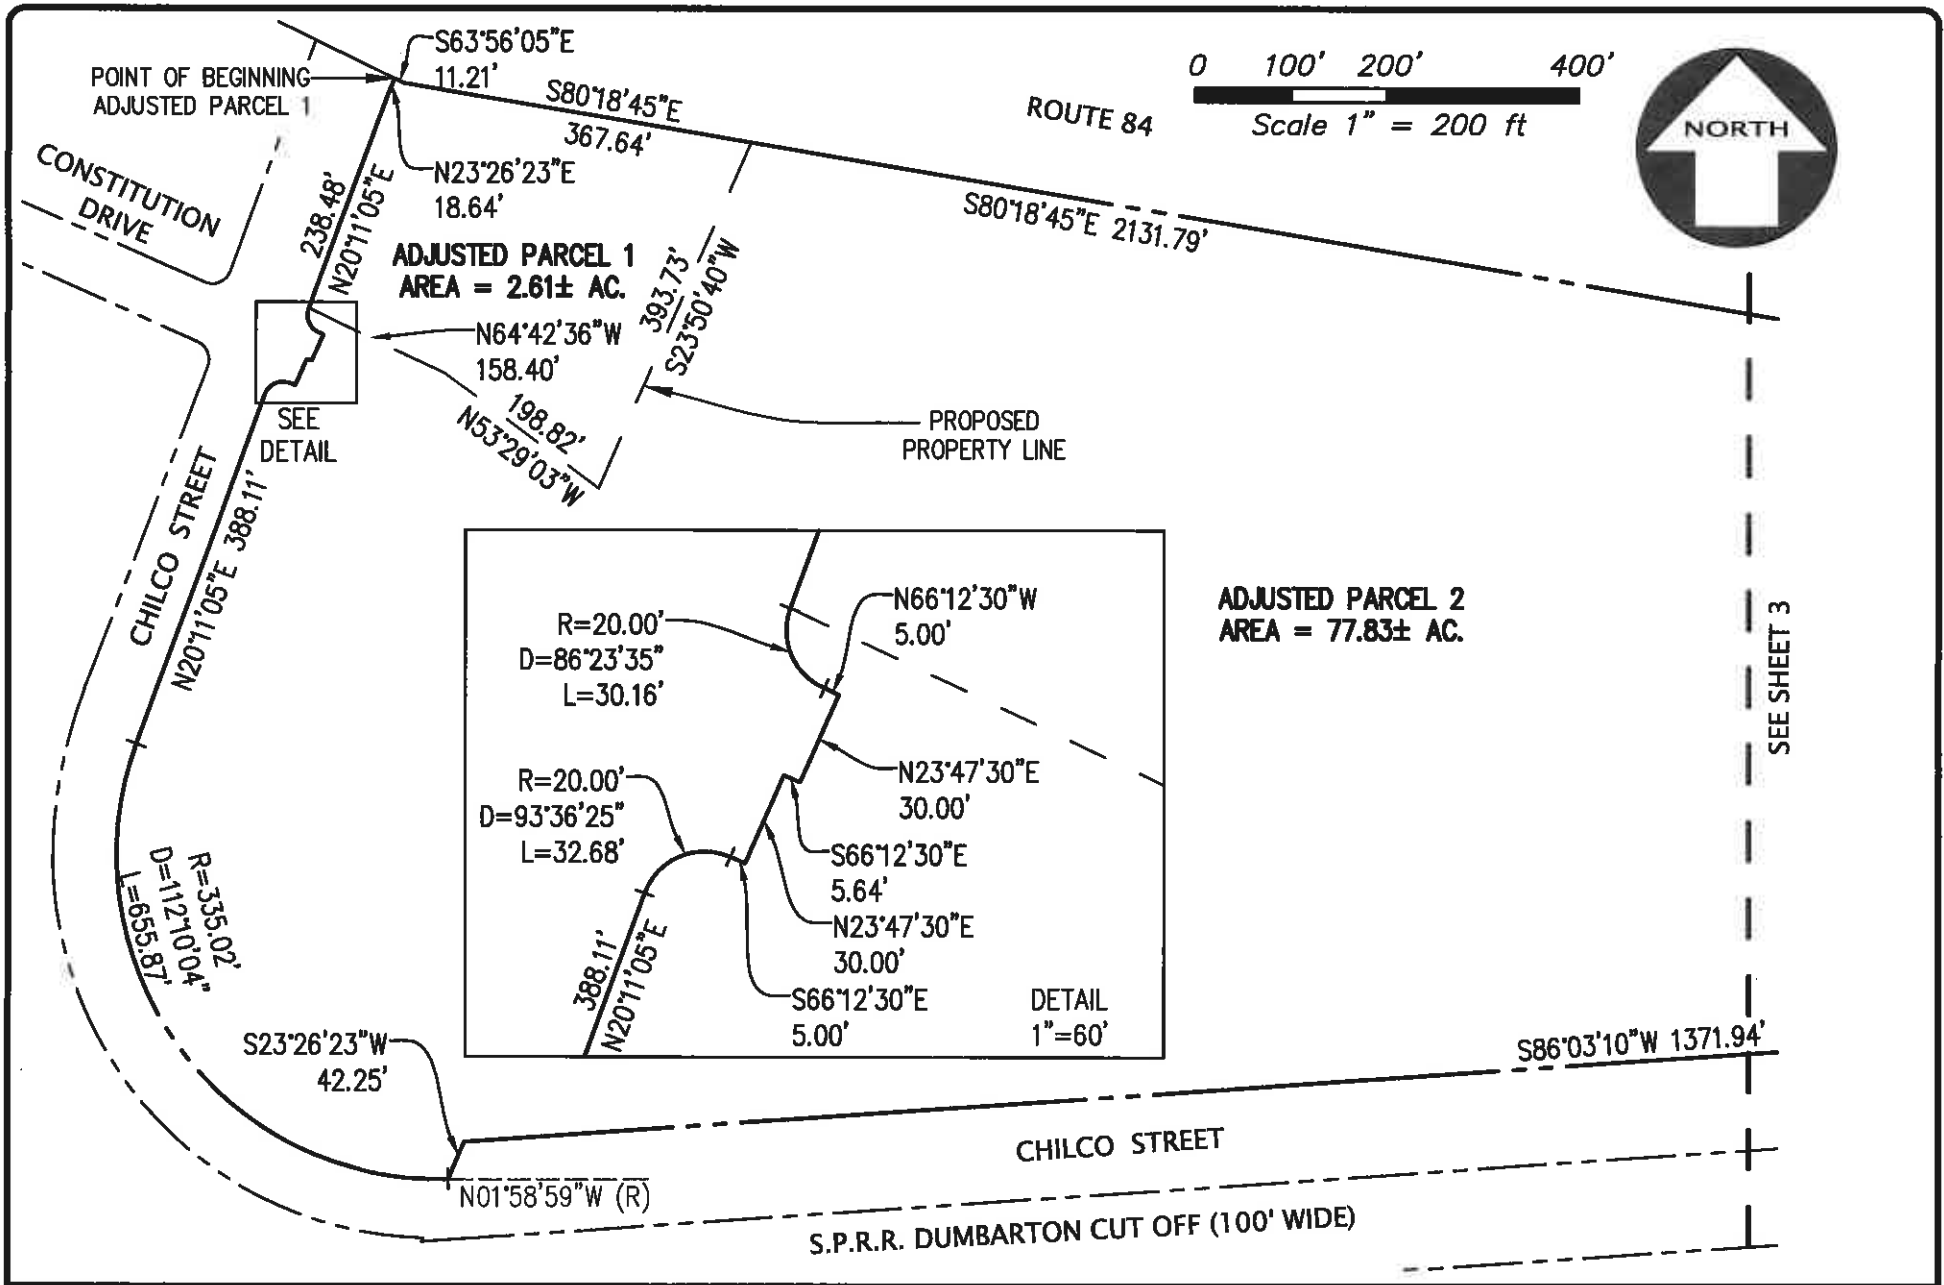 S63°56'05"E
11.21'
POINT OF BEGINNING
ADJUSTED PARCEL 1
S80°18'45"E
367.64'
ROUTE 84
0 100' 200' 400'
Scale 1" = 200 ft
NORTH
CONSTITUTION
DRIVE
N23°26'23"E
18.64'
238.48'
N20°11'05"E
S80°18'45"E 2131.79'
ADJUSTED PARCEL 1
AREA = 2.61± AC.
393.73'
S23°50'40"W
N64°42'36"W
158.40'
198.82'
N53°29'03"W
SEE
DETAIL
PROPOSED
PROPERTY LINE
CHILCO STREET
N20°11'05"E 388.11'
R=20.00'
D=86°23'35"
L=30.16'
N66°12'30"W
5.00'
R=20.00'
D=93°36'25"
L=32.68'
N23°47'30"E
30.00'
S66°12'30"E
5.64'
N23°47'30"E
30.00'
388.11'
N20°11'05"E
S66°12'30"E
5.00'
DETAIL
1"=60'
ADJUSTED PARCEL 2
AREA = 77.83± AC.
SEE SHEET 3
R=335.02'
D=112°10'04"
L=655.87'
S23°26'23"W
42.25'
S86°03'10"W 1371.94'
CHILCO STREET
N01°58'59"W (R)
S.P.R.R. DUMBARTON CUT OFF (100' WIDE)